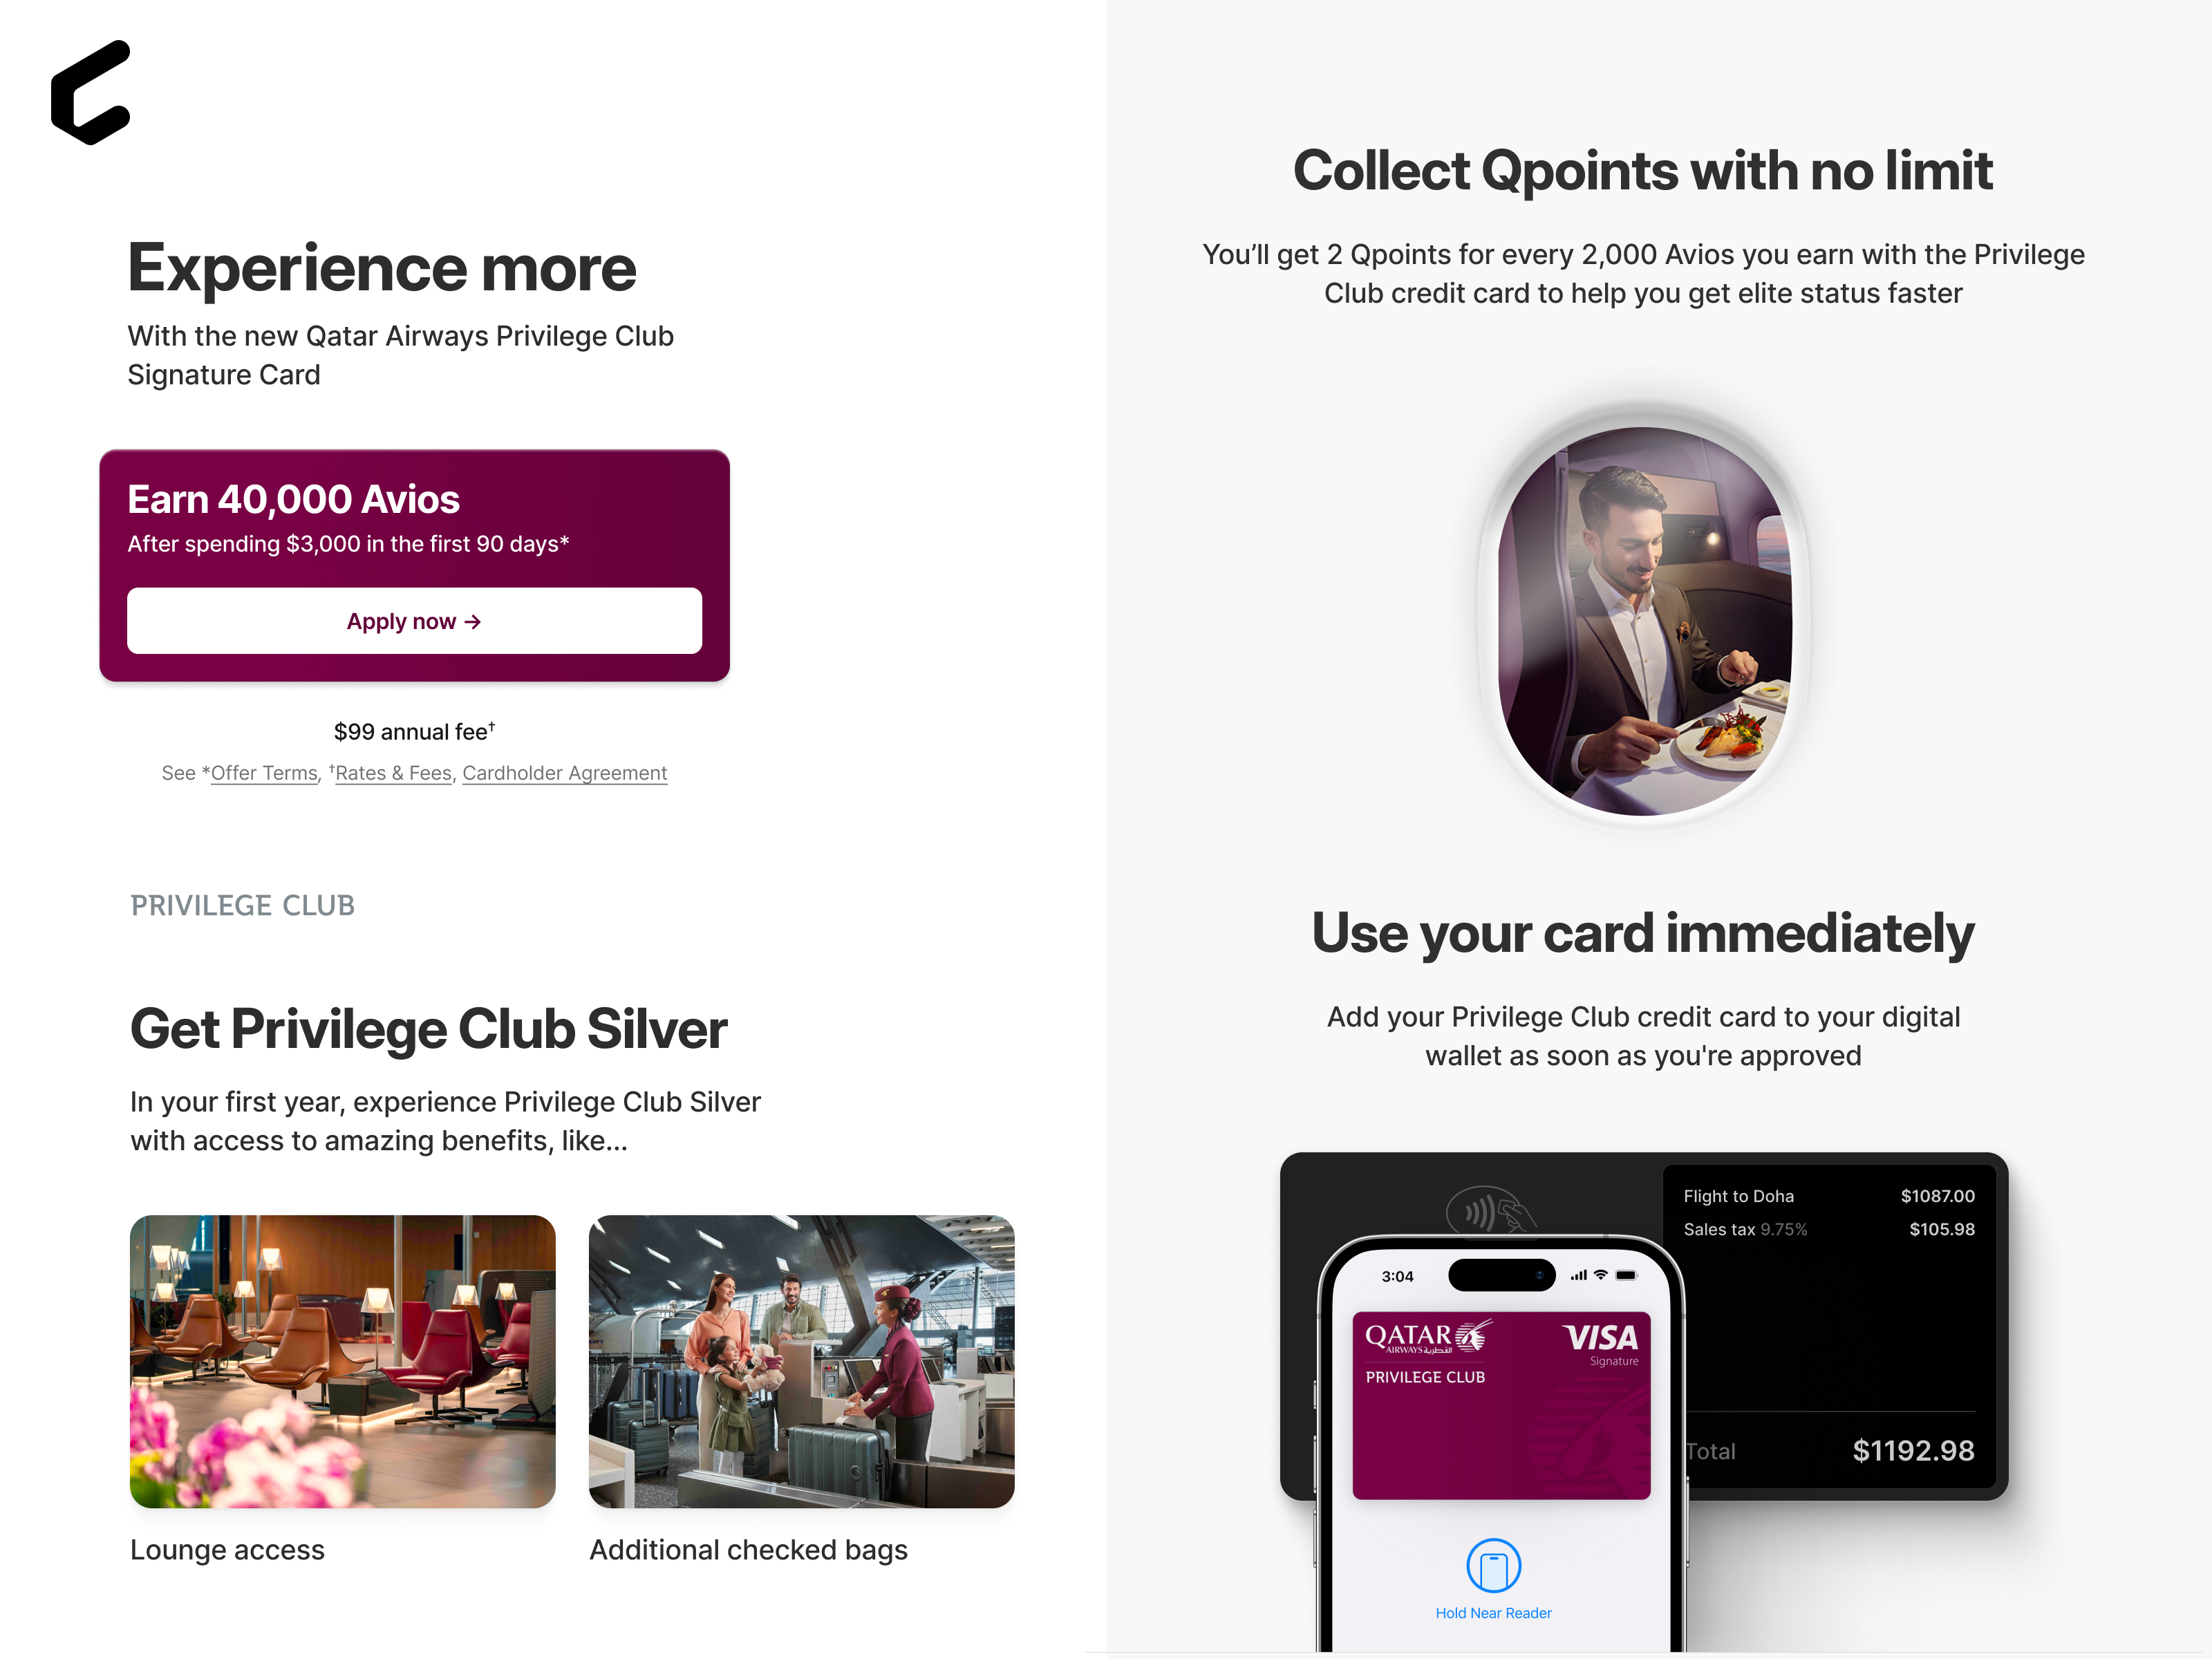 Experience more
With the new Qatar Airways Privilege Club
Signature Card
Earn 40,000 Avios
After spending $3,000 in the first 90 days*
Apply now →
$99 annual fee†
See *Offer Terms, †Rates & Fees, Cardholder Agreement
PRIVILEGE CLUB
Get Privilege Club Silver
In your first year, experience Privilege Club Silver
with access to amazing benefits, like...
Lounge access
Additional checked bags
Collect Qpoints with no limit
You’ll get 2 Qpoints for every 2,000 Avios you earn with the Privilege
Club credit card to help you get elite status faster
Use your card immediately
Add your Privilege Club credit card to your digital
wallet as soon as you're approved
Flight to Doha $1087.00
Sales tax 9.75% $105.98
Total $1192.98
3:04
QATAR
AIRWAYS القطرية
PRIVILEGE CLUB
VISA
Signature
Hold Near Reader